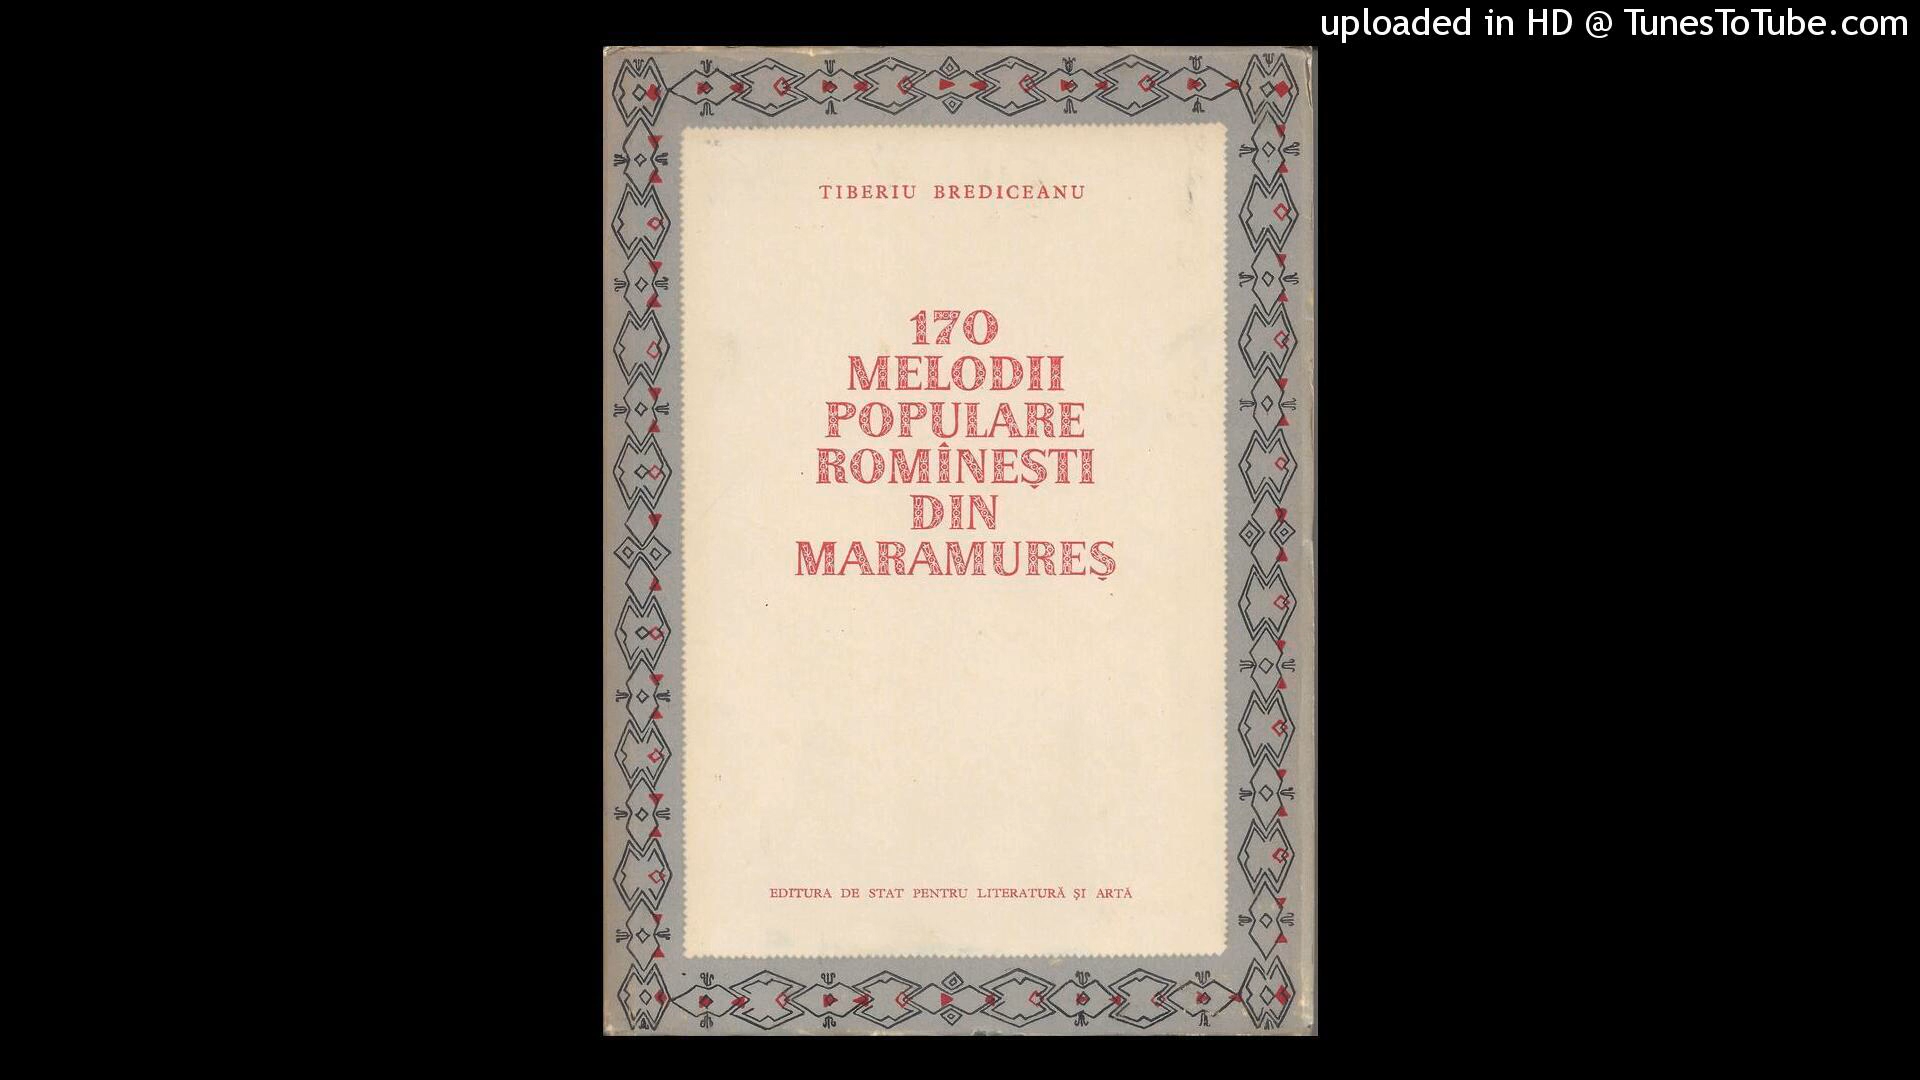 uploaded in HD @ TunesToTube.com
TIBERIU BREDICEANU
170
MELODII
POPULARE
ROMÎNEȘTI
DIN
MARAMUREȘ
EDITURA DE STAT PENTRU LITERATURĂ ȘI ARTĂ